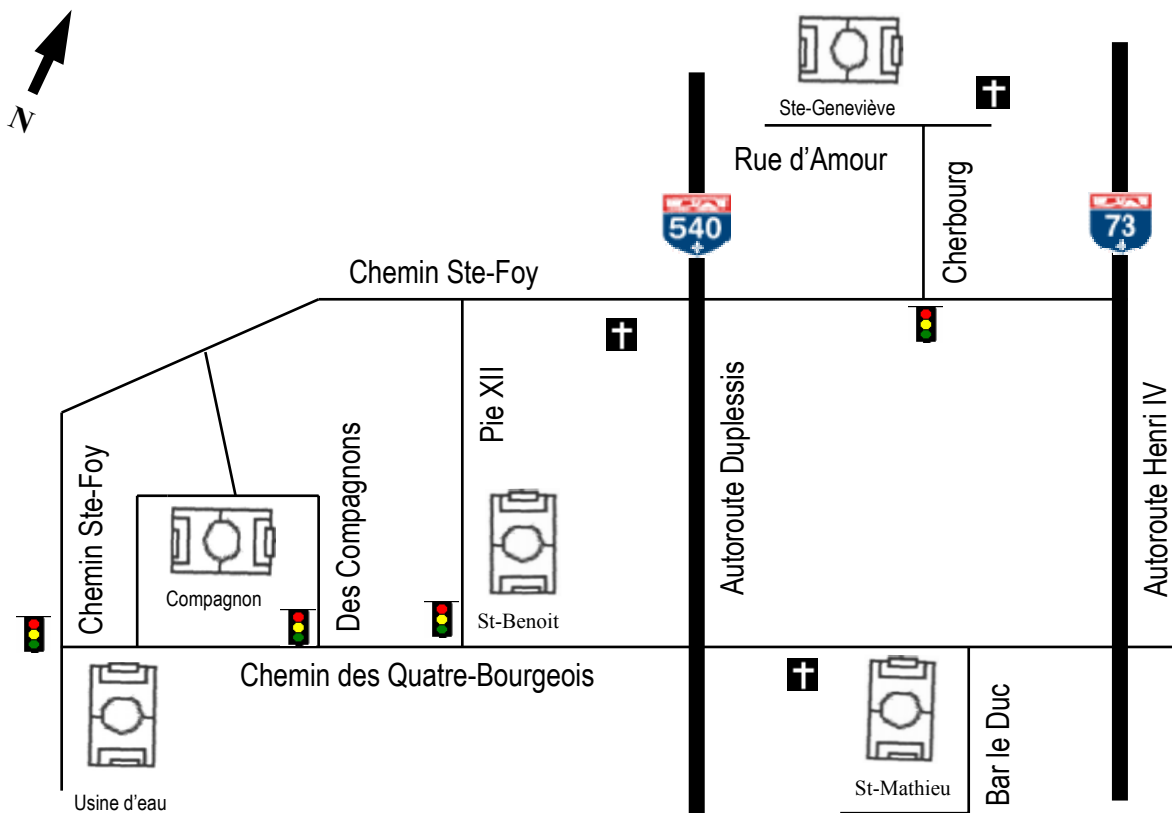 N
Ste-Geneviève
Rue d'Amour
540
73
Cherbourg
Chemin Ste-Foy
Pie XII
Autoroute Duplessis
Autoroute Henri IV
Chemin Ste-Foy
Des Compagnons
Compagnon
St-Benoit
Chemin des Quatre-Bourgeois
Bar le Duc
St-Mathieu
Usine d'eau